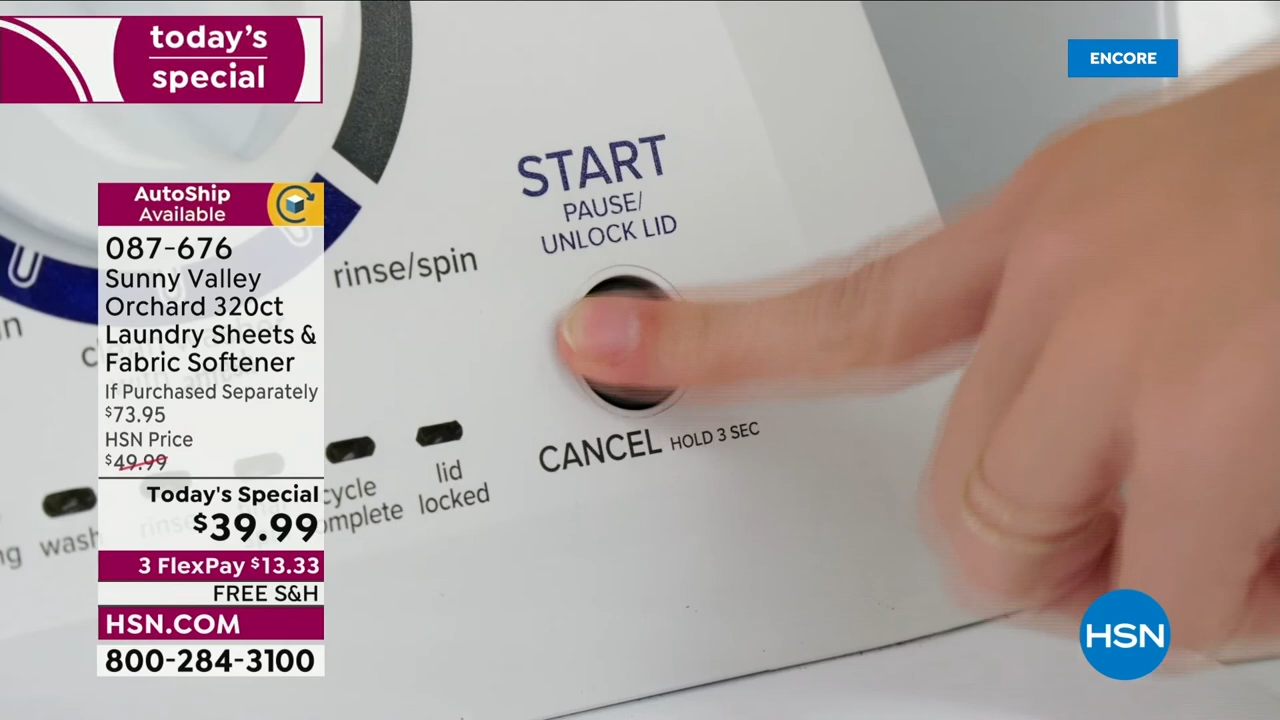 today's
special
ENCORE
AutoShip
Available
087-676
Sunny Valley
Orchard 320ct
Laundry Sheets &
Fabric Softener
If Purchased Separately
$73.95
HSN Price
$49.99
Today's Special
$39.99
3 FlexPay $13.33
FREE S&H
HSN.COM
800-284-3100
START
PAUSE/
UNLOCK LID
rinse/spin
CANCEL HOLD 3 SEC
lid
locked
wash
HSN